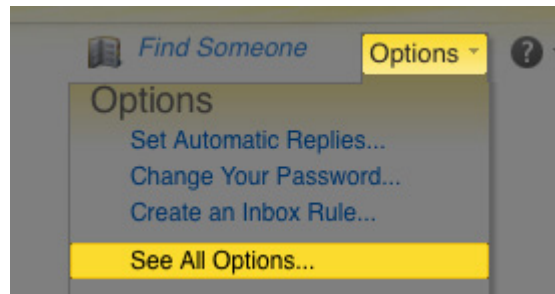 Find Someone Options ?
Options
Set Automatic Replies...
Change Your Password...
Create an Inbox Rule...
See All Options...